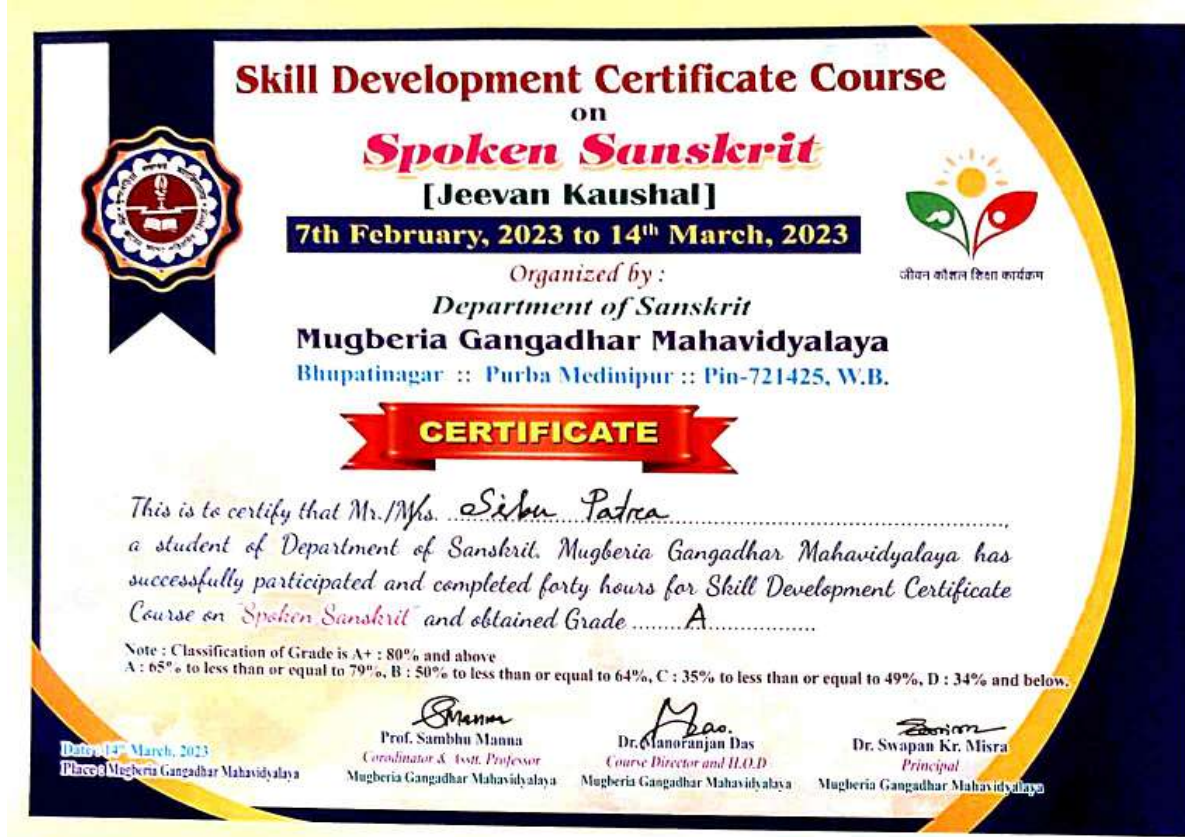 Skill Development Certificate Course
on
Spoken Sanskrit
[Jeevan Kaushal]
7th February, 2023 to 14th March, 2023
जीवन कौशल शिक्षा कार्यक्रम
Organized by :
Department of Sanskrit
Mugberia Gangadhar Mahavidyalaya
Bhupatinagar :: Purba Medinipur :: Pin-721425, W.B.
CERTIFICATE
This is to certify that Mr./Mrs. Sibu Patra
a student of Department of Sanskrit. Mugberia Gangadhar Mahavidyalaya has
successfully participated and completed forty hours for Skill Development Certificate
Course on "Spoken Sanskrit" and obtained Grade ........A................
Note : Classification of Grade is A+ : 80% and above
A : 65% to less than or equal to 79%, B : 50% to less than or equal to 64%, C : 35% to less than or equal to 49%, D : 34% and below.
Date : 14th March, 2023
Place : Mugberia Gangadhar Mahavidyalaya
Prof. Sambhu Manna
Corodinator & Asstt. Professor
Mugberia Gangadhar Mahavidyalaya
Dr. Manoranjan Das
Course Director and H.O.D
Mugberia Gangadhar Mahavidyalaya
Dr. Swapan Kr. Misra
Principal
Mugberia Gangadhar Mahavidyalaya